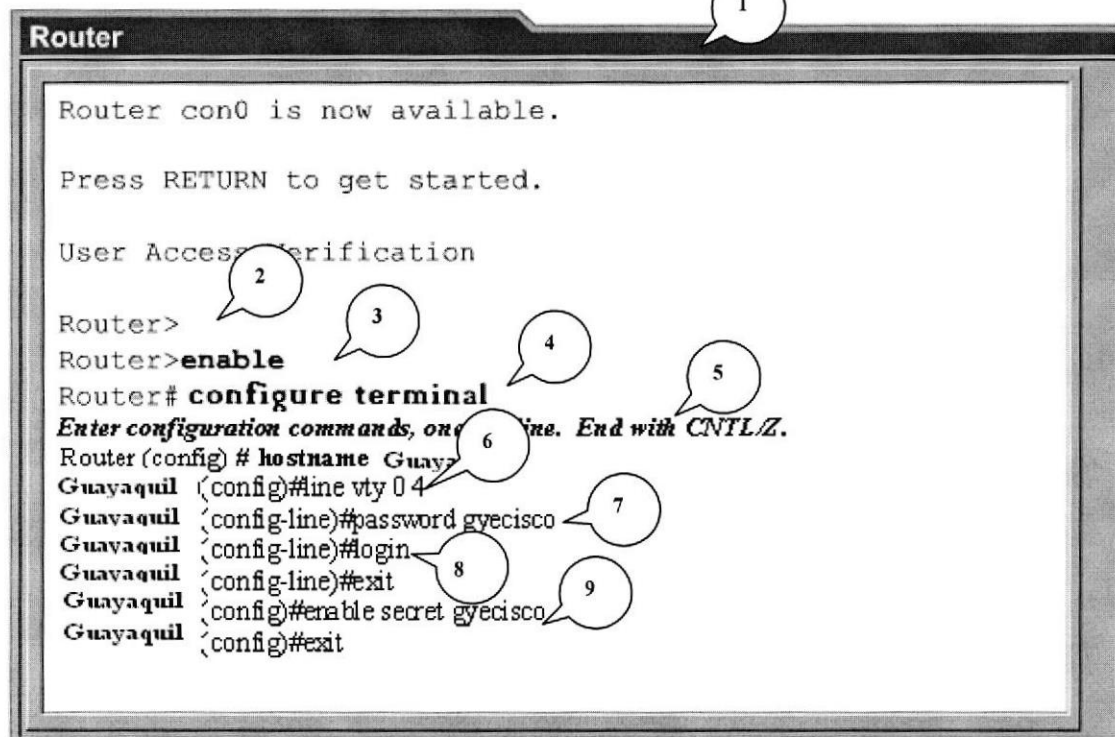 1
Router
Router con0 is now available.
Press RETURN to get started.
User Access erification
2
Router>
3
Router>enable
4
Router# configure terminal
5
Enter configuration commands, one ine. End with CNTL/Z.
6
Router (config) # hostname Guaya
Guayaquil (config)#line vty 0 4
7
Guayaquil (config-line)#password gyecisco
Guayaquil (config-line)#login
8
Guayaquil (config-line)#exit
9
Guayaquil (config)#enable secret gyecisco
Guayaquil (config)#exit